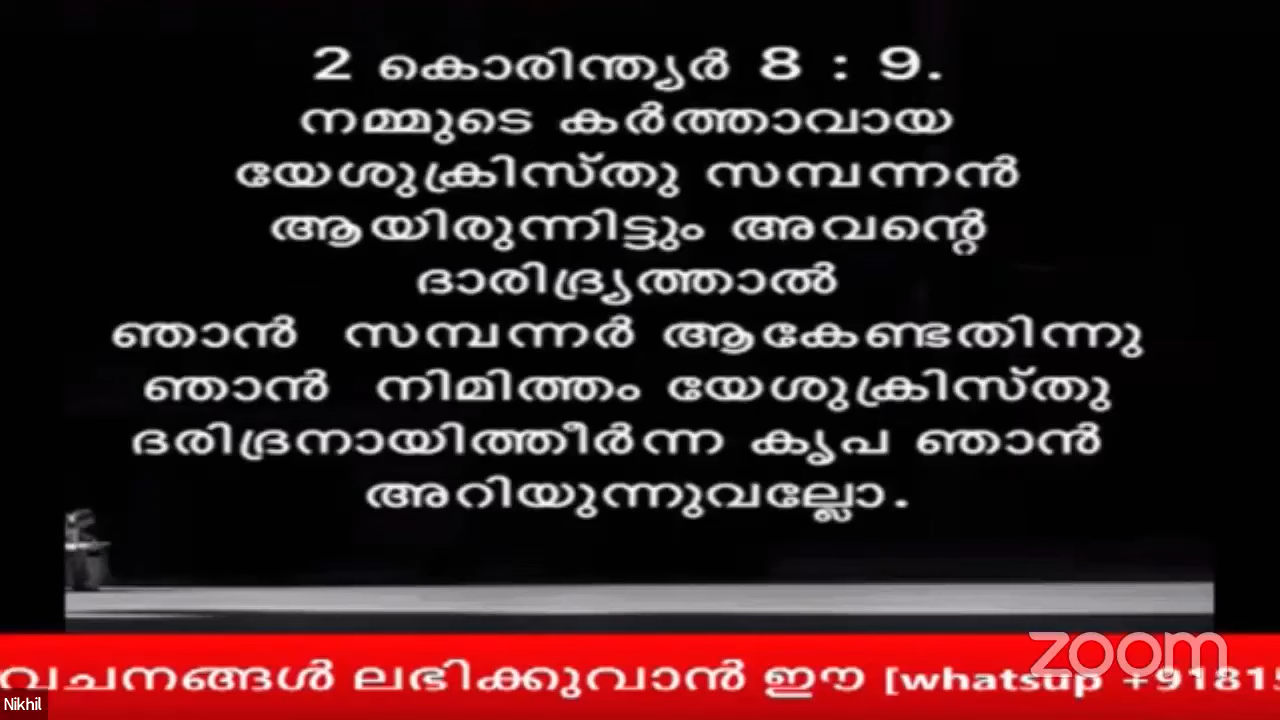 2 കൊരിന്ത്യർ 8 : 9.
നമ്മുടെ കർത്താവായ
യേശുക്രിസ്തു സമ്പന്നൻ
ആയിരുന്നിട്ടും അവന്റെ
ദാരിദ്ര്യത്താൽ
ഞാൻ സമ്പന്നർ ആകേണ്ടതിന്നു
ഞാൻ നിമിത്തം യേശുക്രിസ്തു
ദരിദ്രനായിത്തീർന്ന കൃപ ഞാൻ
അറിയുന്നുവല്ലോ.
zoom
വചനങ്ങൾ ലഭിക്കുവാൻ ഈ [whatsup +91815
Nikhil